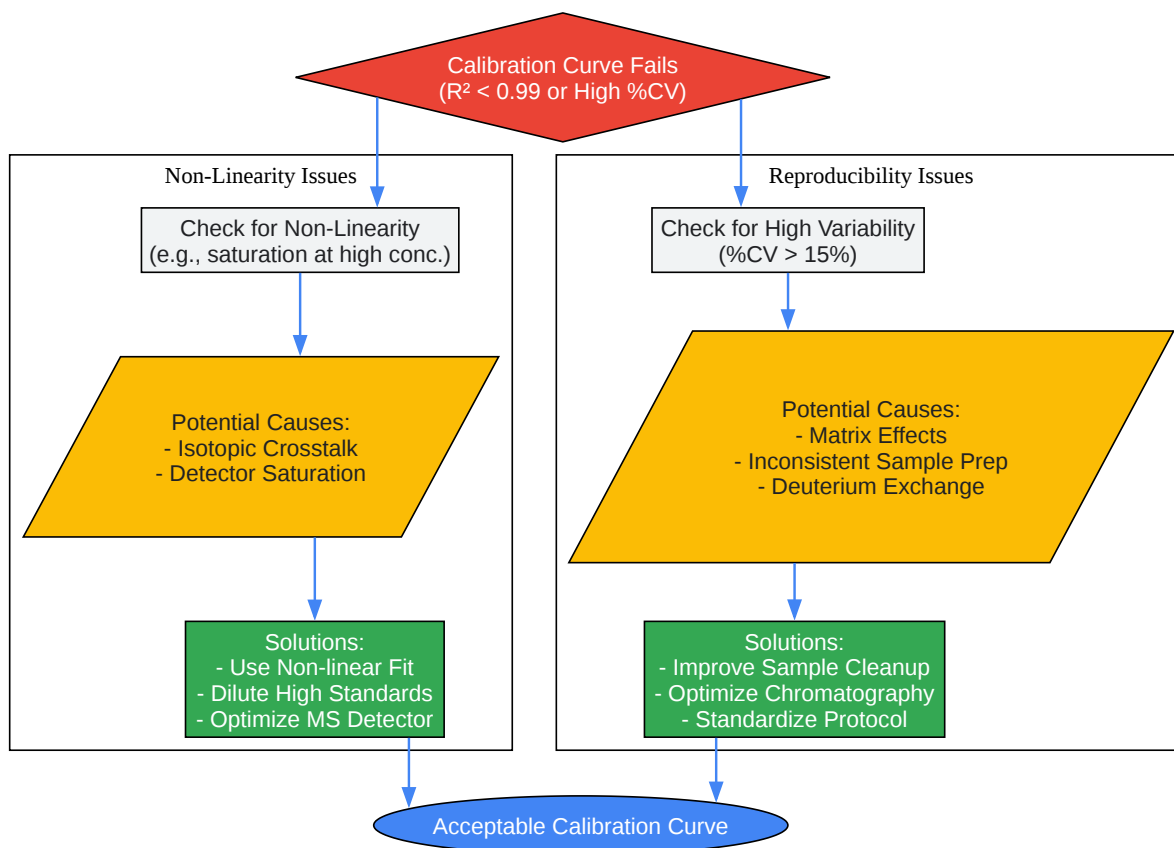 Calibration Curve Fails
(R² < 0.99 or High %CV)
Non-Linearity Issues
Check for Non-Linearity
(e.g., saturation at high conc.)
Potential Causes:
- Isotopic Crosstalk
- Detector Saturation
Solutions:
- Use Non-linear Fit
- Dilute High Standards
- Optimize MS Detector
Reproducibility Issues
Check for High Variability
(%CV > 15%)
Potential Causes:
- Matrix Effects
- Inconsistent Sample Prep
- Deuterium Exchange
Solutions:
- Improve Sample Cleanup
- Optimize Chromatography
- Standardize Protocol
Acceptable Calibration Curve